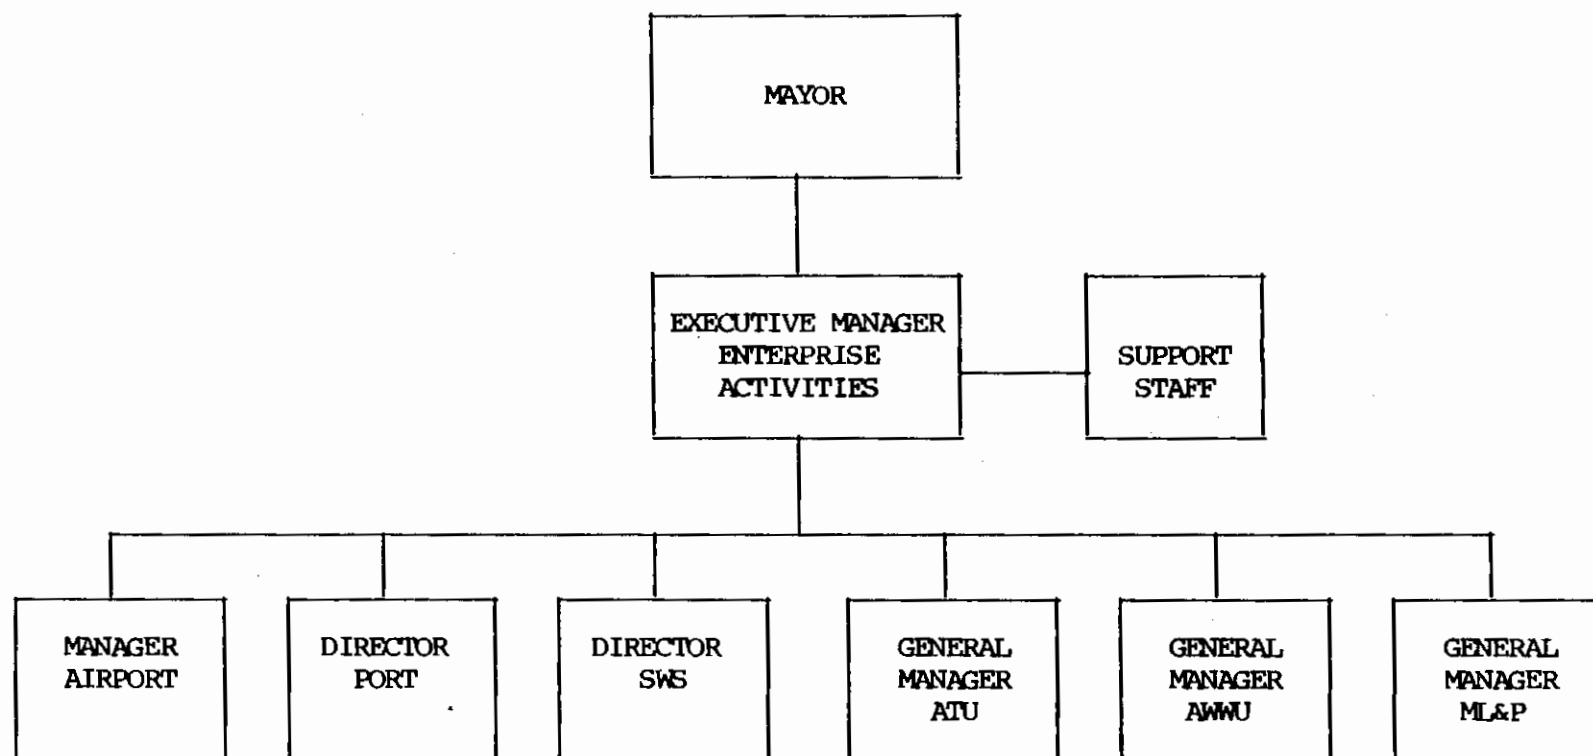 MAYOR
EXECUTIVE MANAGER
ENTERPRISE
ACTIVITIES
SUPPORT
STAFF
MANAGER
AIRPORT
DIRECTOR
PORT
DIRECTOR
SWS
GENERAL
MANAGER
ATU
GENERAL
MANAGER
AWWU
GENERAL
MANAGER
ML&P